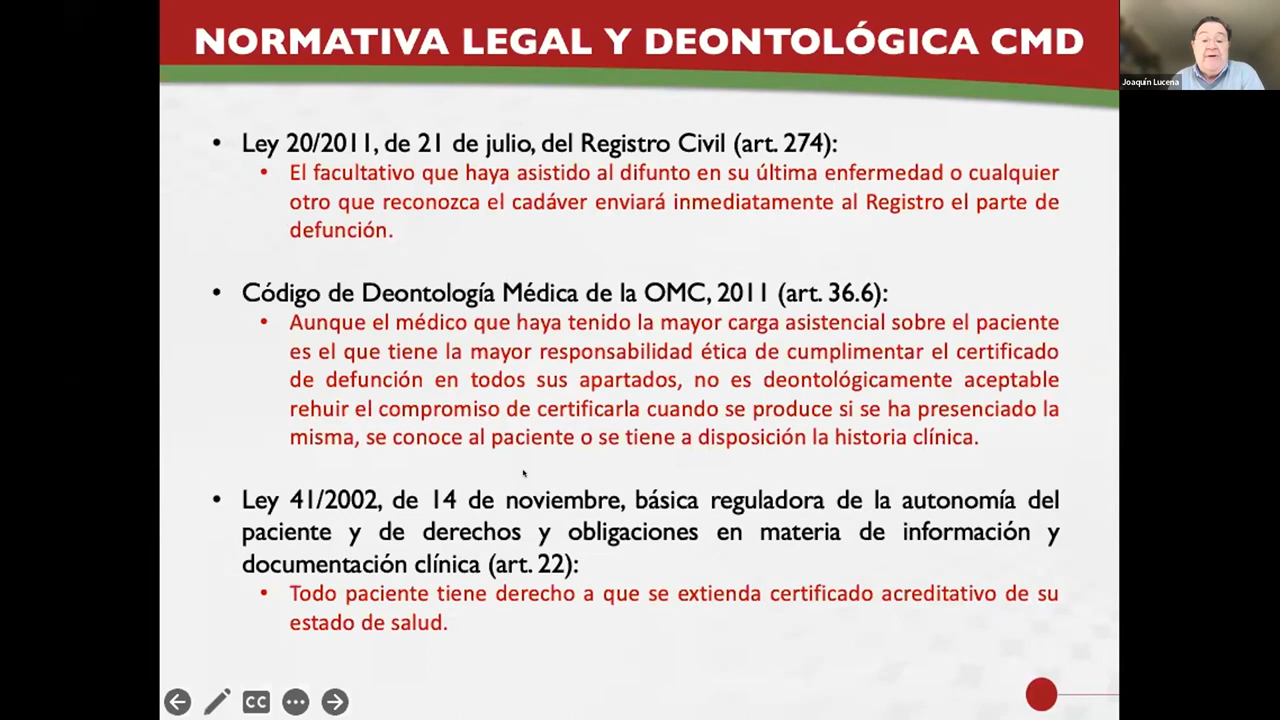 NORMATIVA LEGAL Y DEONTOLÓGICA CMD
Joaquín Lucena
• Ley 20/2011, de 21 de julio, del Registro Civil (art. 274):
• El facultativo que haya asistido al difunto en su última enfermedad o cualquier
otro que reconozca el cadáver enviará inmediatamente al Registro el parte de
defunción.
• Código de Deontología Médica de la OMC, 2011 (art. 36.6):
• Aunque el médico que haya tenido la mayor carga asistencial sobre el paciente
es el que tiene la mayor responsabilidad ética de cumplimentar el certificado
de defunción en todos sus apartados, no es deontológicamente aceptable
rehuir el compromiso de certificarla cuando se produce si se ha presenciado la
misma, se conoce al paciente o se tiene a disposición la historia clínica.
• Ley 41/2002, de 14 de noviembre, básica reguladora de la autonomía del
paciente y de derechos y obligaciones en materia de información y
documentación clínica (art. 22):
• Todo paciente tiene derecho a que se extienda certificado acreditativo de su
estado de salud.
CC